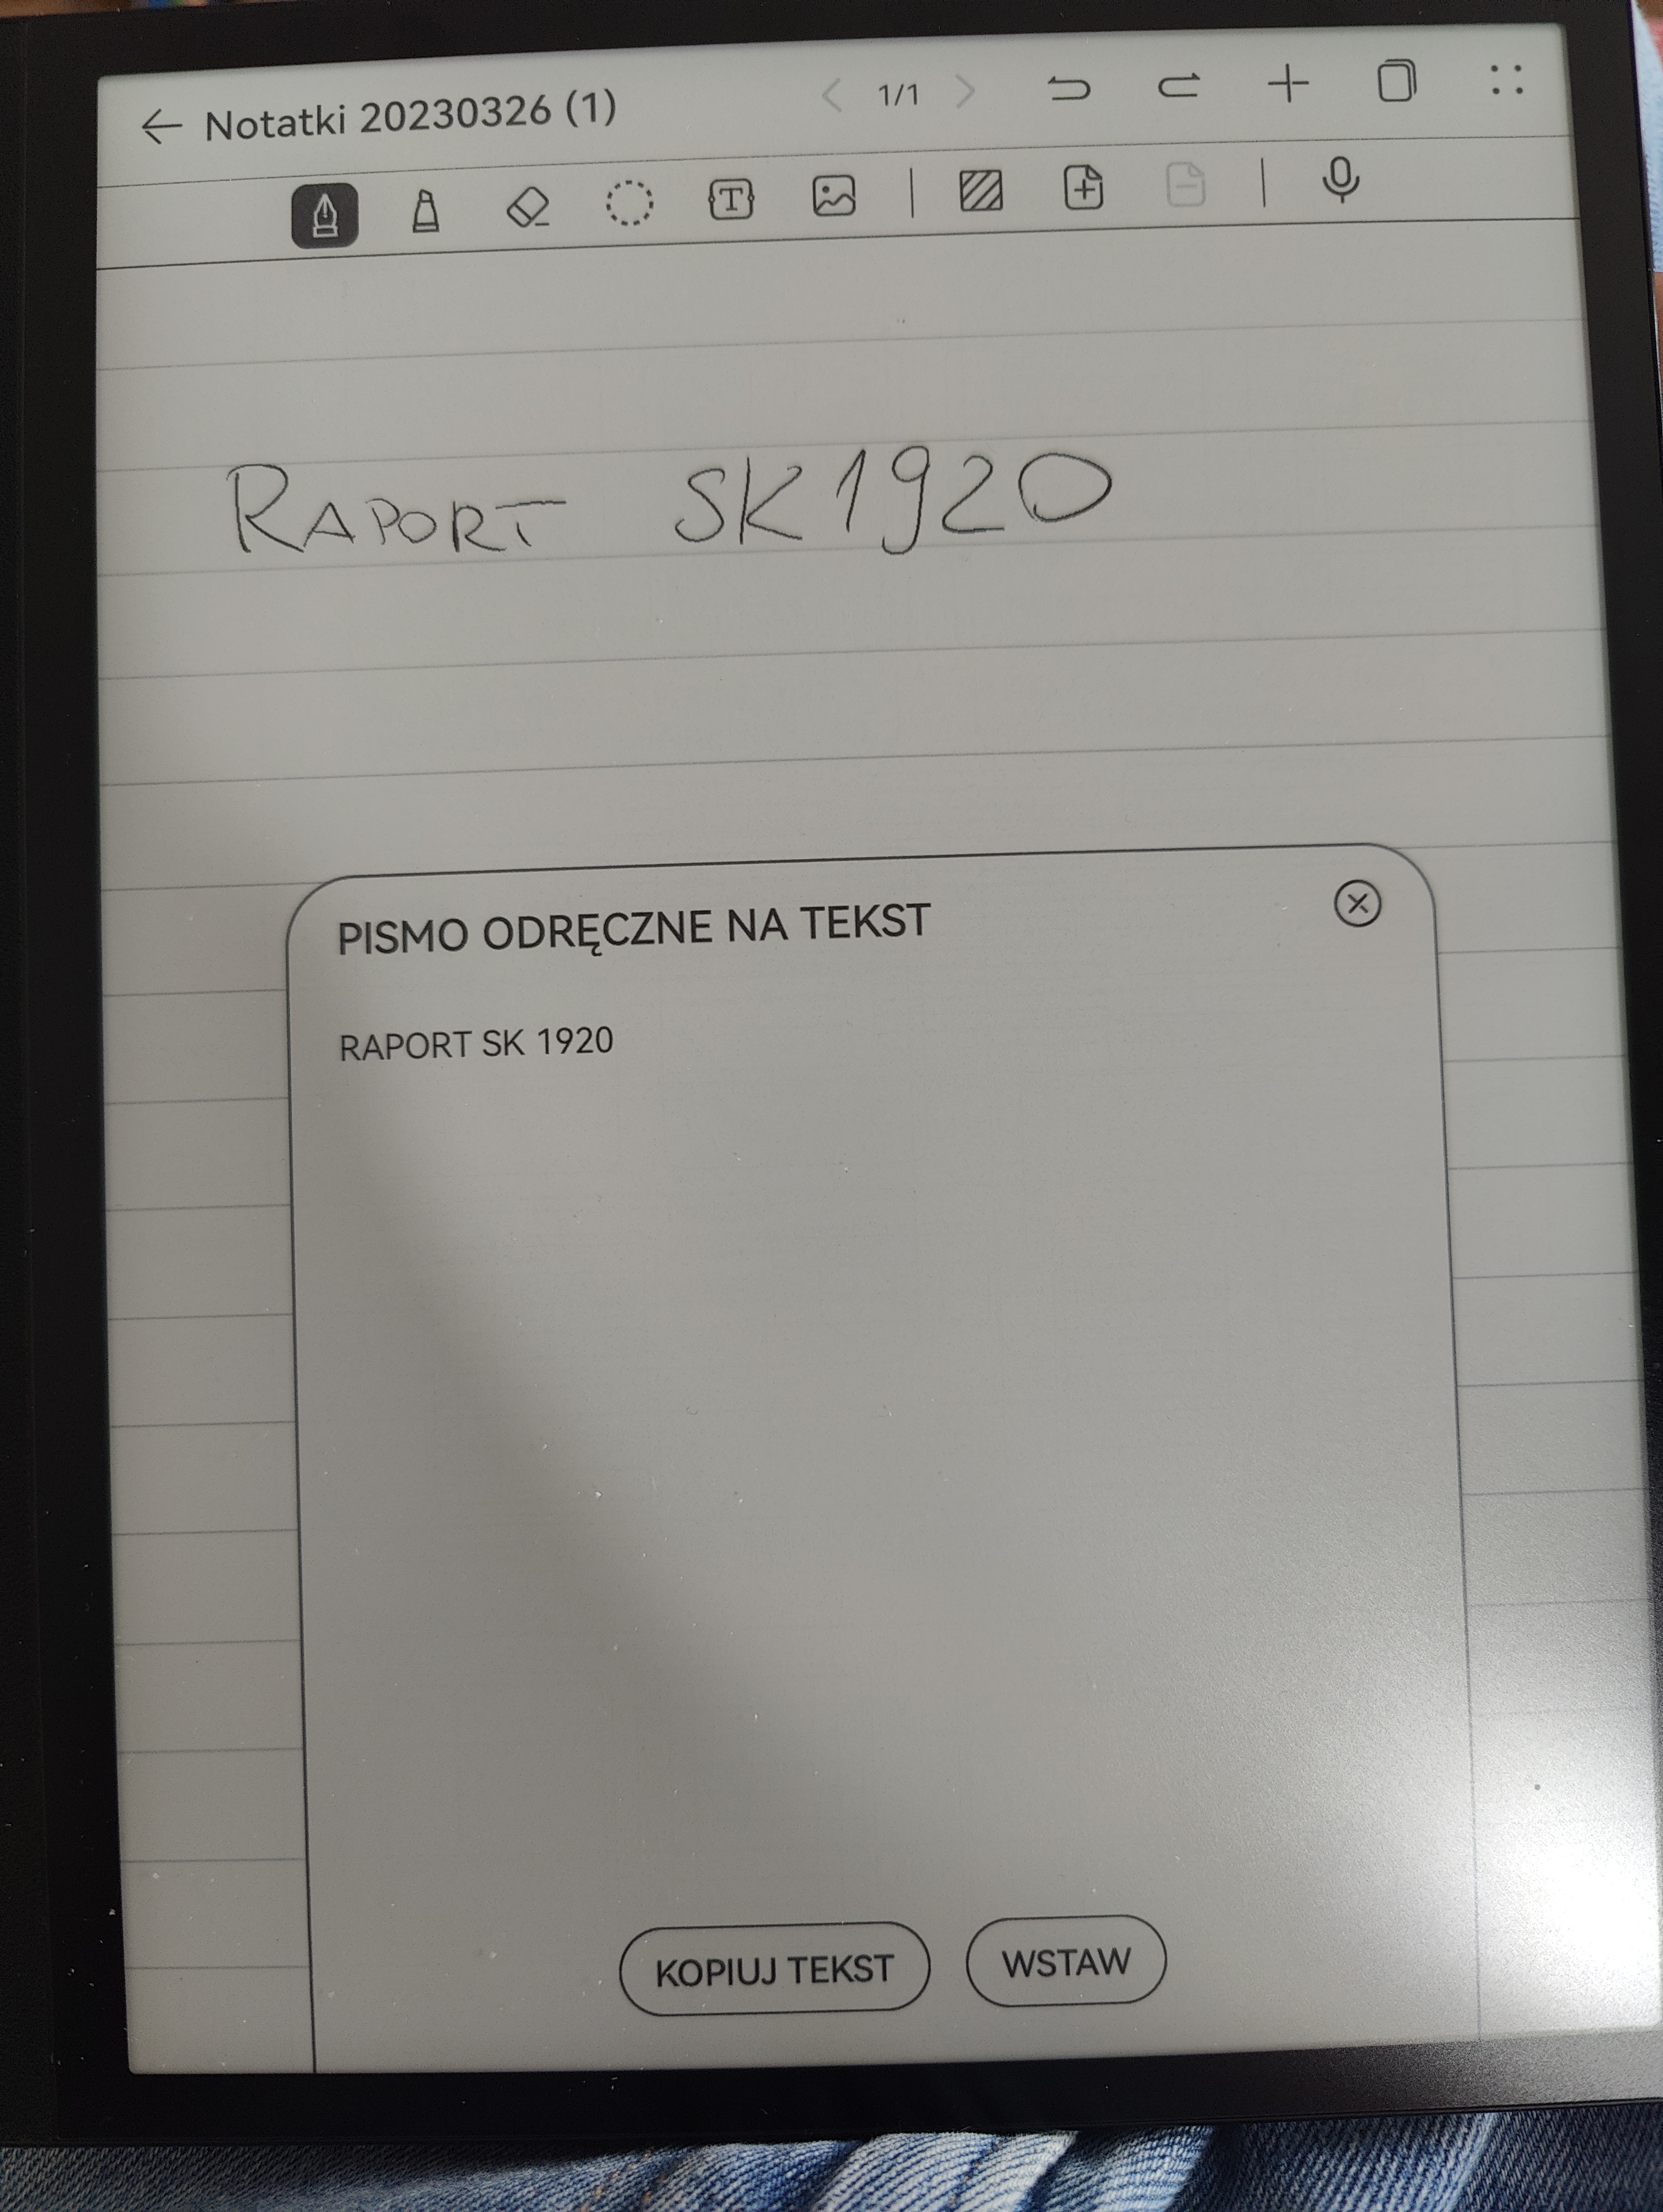 Notatki 20230326 (1)
1/1
RAPORT SK1920
PISMO ODRĘCZNE NA TEKST
RAPORT SK 1920
KOPIUJ TEKST
WSTAW